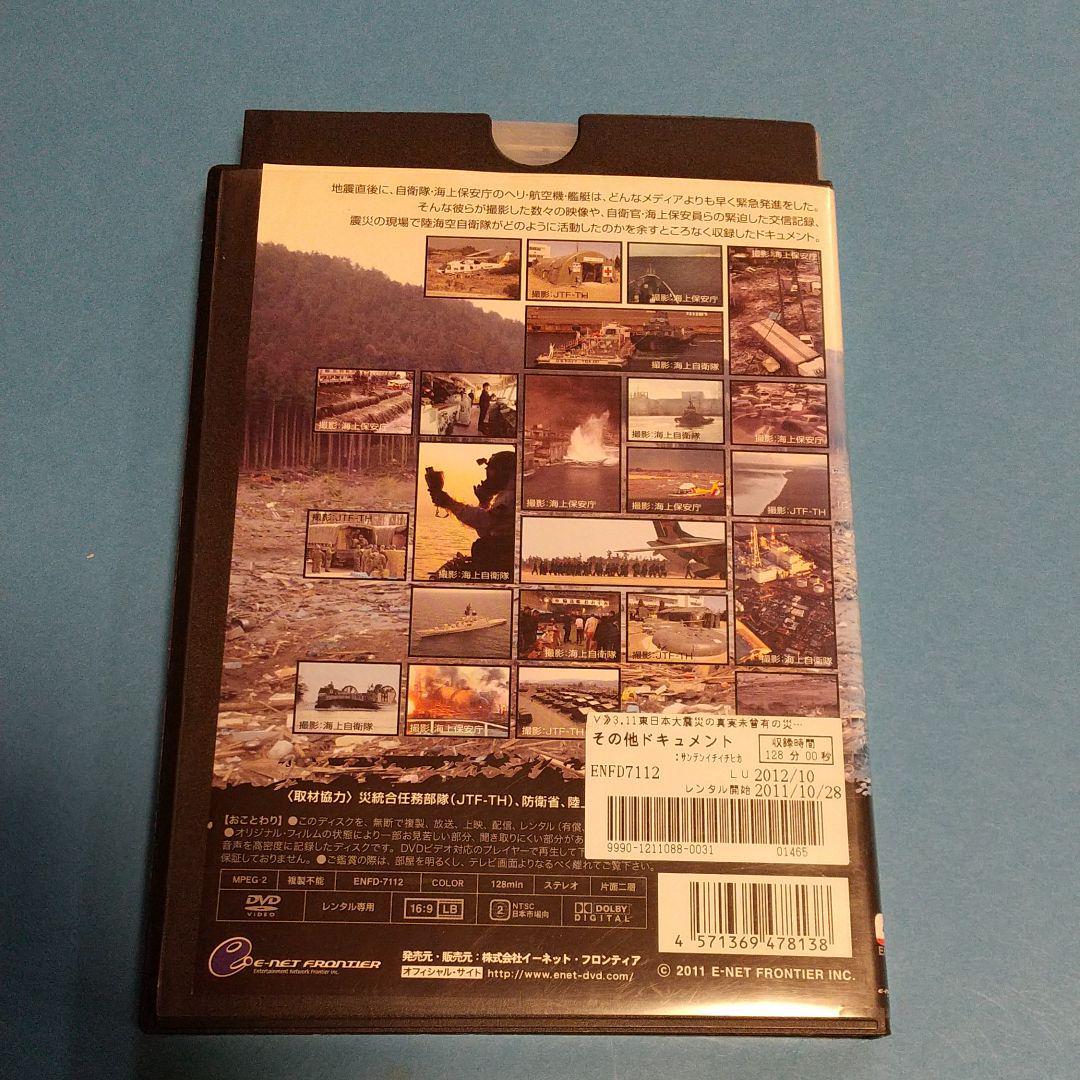 地震直後に、自衛隊・海上保安庁のヘリ・航空機・艦艇は、どんなメディアよりも早く緊急発進をした。
そんな彼らが撮影した数々の映像や、自衛官・海上保安員らの緊迫した交信記録、
震災の現場で陸海空自衛隊がどのように活動したのかを余すところなく収録したドキュメント。
撮影:JTF-TH
撮影:海上保安庁
撮影:海上保安庁
撮影:海上自衛隊
撮影:海上保安庁
撮影:海上保安庁
撮影:海上自衛隊
撮影:海上保安庁
撮影:海上保安庁
撮影:JTF-TH
撮影:JTF-TH
撮影:海上自衛隊
撮影:海上自衛隊
撮影:JTF-TH
撮影:海上自衛隊
撮影:海上自衛隊
撮影:海上保安庁
撮影:JTF-TH
V》3.11東日本大震災の真実未曾有の災…
その他ドキュメント
:サンテンイチイチヒガ
収録時間
128 分 00 秒
ENFD7112
LU 2012/10
レンタル開始 2011/10/28
9990-1211088-0031
01465
〈取材協力〉災統合任務部隊(JTF-TH)、防衛省、陸
【おことわり】●このディスクを、無断で複製、放送、上映、配信、レンタル(有償、
●オリジナル・フィルムの状態により一部お見苦しい部分、聞き取りにくい部分があ
音声を高密度に記録したディスクです。DVDビデオ対応のプレイヤーで再生して下
保証しておりません。●ご鑑賞の際は、部屋を明るくし、テレビ画面よりなるべく離れてご覧下さい。
MPEG-2 複製不能 ENFD-7112 COLOR 128min ステレオ 片面二層
DVD VIDEO レンタル専用 16:9 LB 2 NTSC 日本市場向 DOLBY DIGITAL
4 571369 478138
E-NET FRONTIER
Entertainment Network Frontier Inc.
発売元・販売元:株式会社イーネット・フロンティア
オフィシャル・サイト http://www.enet-dvd.com/
© 2011 E-NET FRONTIER INC.